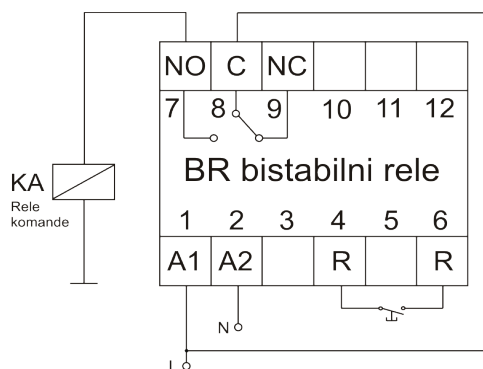 NO C NC
7 8 9 10 11 12
BR bistabilni rele
KA
Rele
komande
1 2 3 4 5 6
A1 A2 R R
N
L